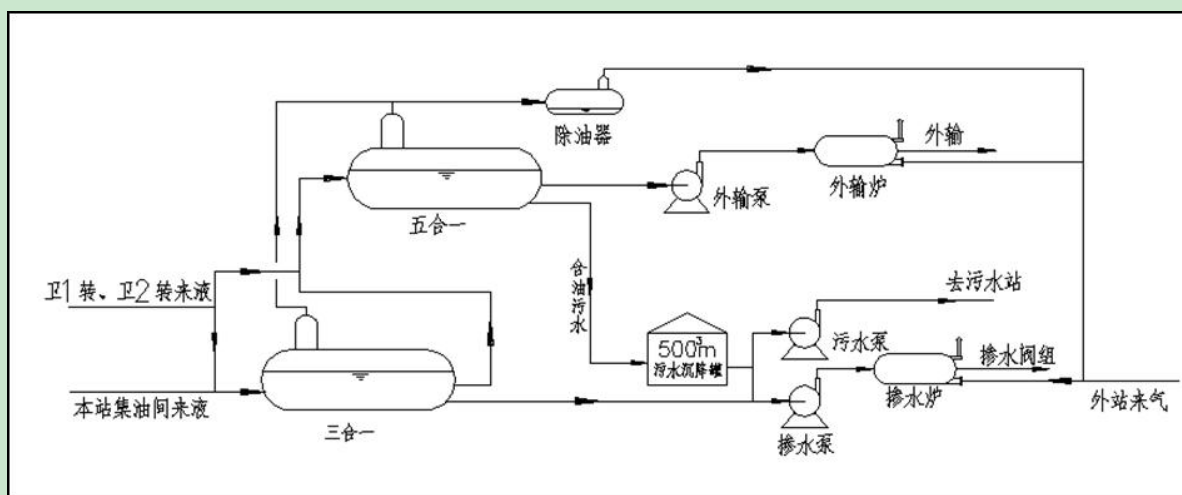 除油器
外输
外输泵
外输炉
五合一
卫1转、卫2转来液
含油污水
去污水站
500m³
污水沉降罐
污水泵
掺水阀组
本站集油间来液
掺水炉
外站来气
三合一
掺水泵